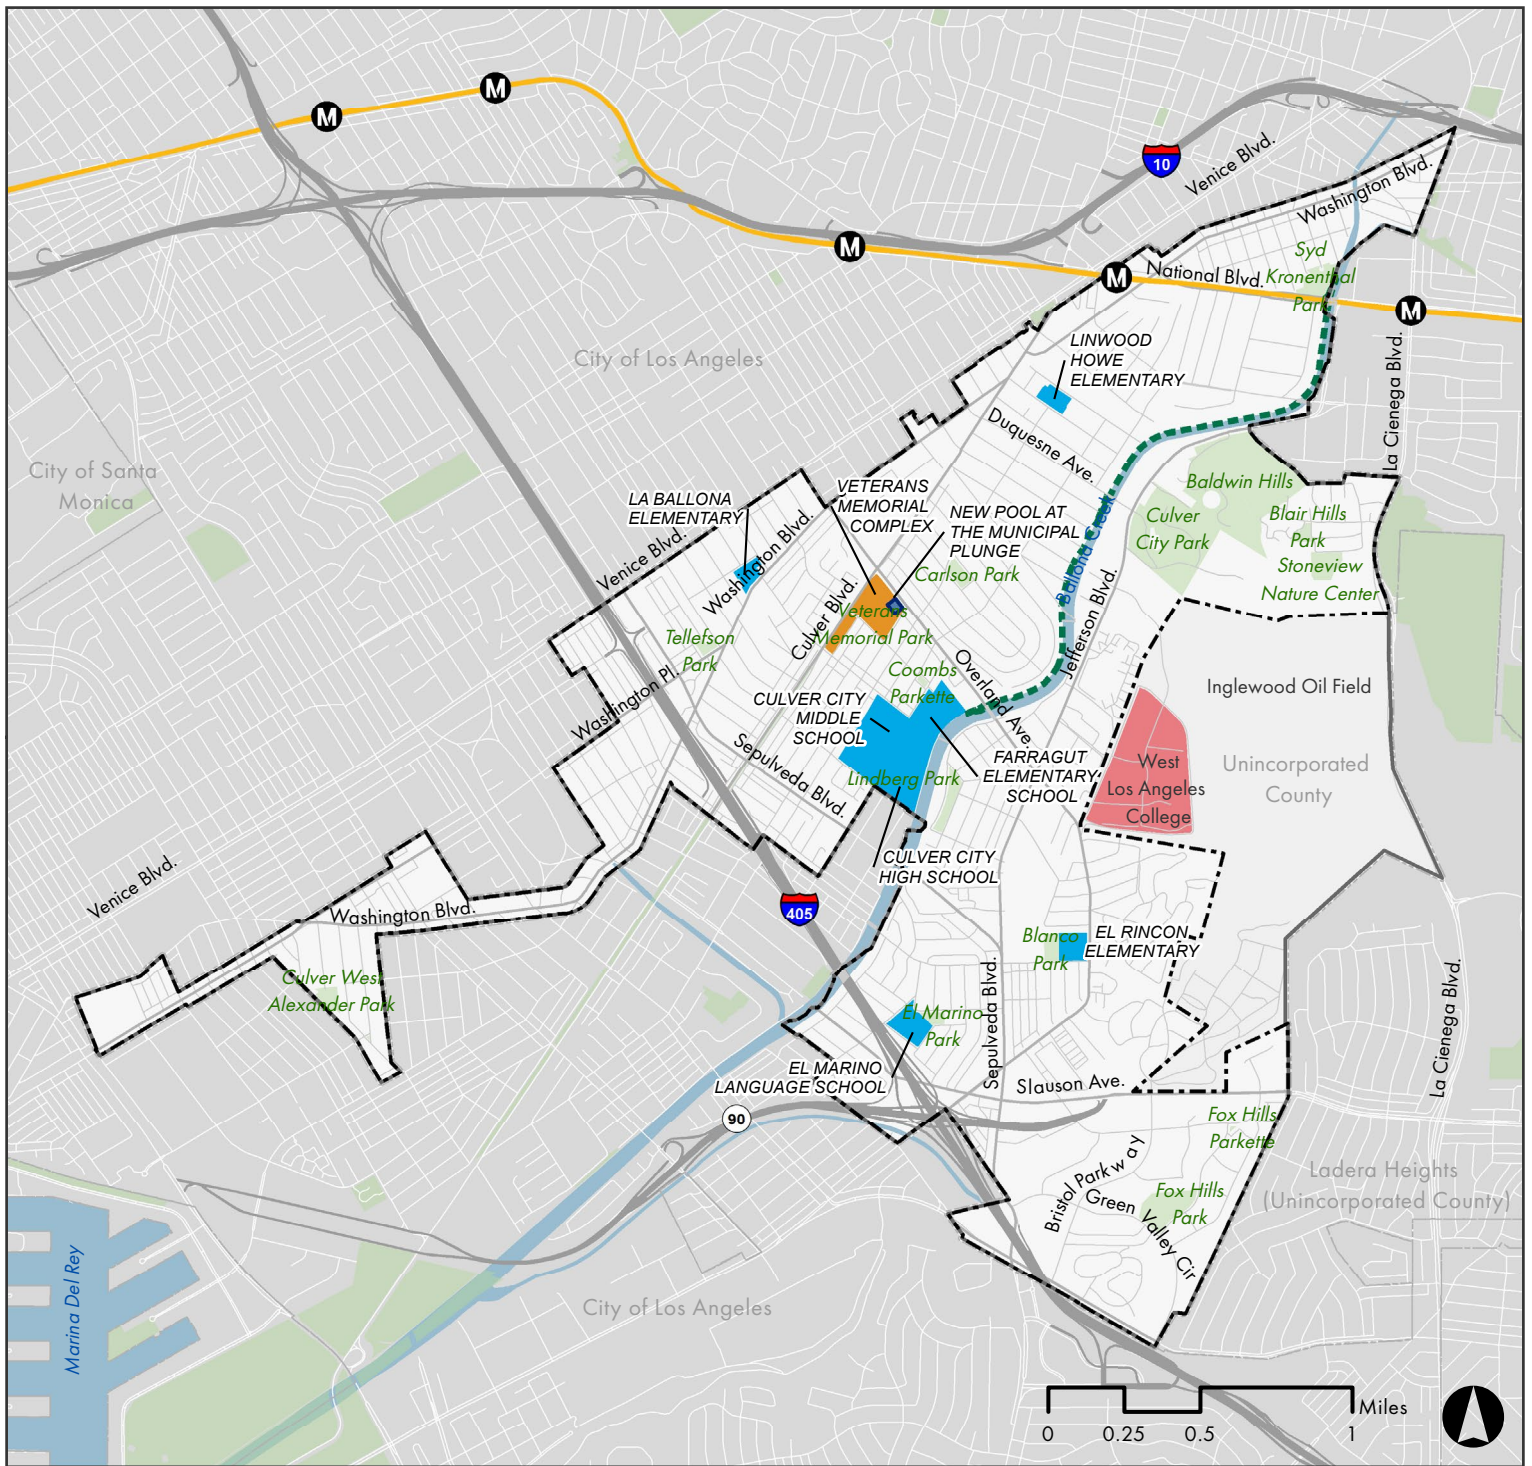 M
M
10
Venice Blvd.
Washington Blvd.
M
M
National Blvd.
Syd
Kronenthal
Park
M
City of Los Angeles
LINWOOD
HOWE
ELEMENTARY
La Cienega Blvd.
Duquesne Ave.
City of Santa
Monica
LA BALLONA
ELEMENTARY
VETERANS
MEMORIAL
COMPLEX
NEW POOL AT
THE MUNICIPAL
PLUNGE
Baldwin Hills
Culver
City Park
Blair Hills
Park
Stoneview
Nature Center
Venice Blvd.
Washington Blvd.
Carlson Park
Ballona Creek
Jefferson Blvd.
Culver Blvd.
Veterans
Memorial Park
Tellefson
Park
Washington Pl.
Coombs
Parkette
Overland Ave.
Inglewood Oil Field
CULVER CITY
MIDDLE
SCHOOL
Sepulveda Blvd.
Lindberg Park
FARRAGUT
ELEMENTARY
SCHOOL
West
Los Angeles
College
Unincorporated
County
CULVER CITY
HIGH SCHOOL
Venice Blvd.
Washington Blvd.
405
Culver West
Alexander Park
Blanco
Park
EL RINCON
ELEMENTARY
Sepulveda Blvd.
La Cienega Blvd.
El Marino
Park
EL MARINO
LANGUAGE SCHOOL
Slauson Ave.
90
Fox Hills
Parkette
Bristol Parkway
Green Valley Cir
Fox Hills
Park
Ladera Heights
(Unincorporated County)
Marina Del Rey
City of Los Angeles
Miles
0 0.25 0.5 1